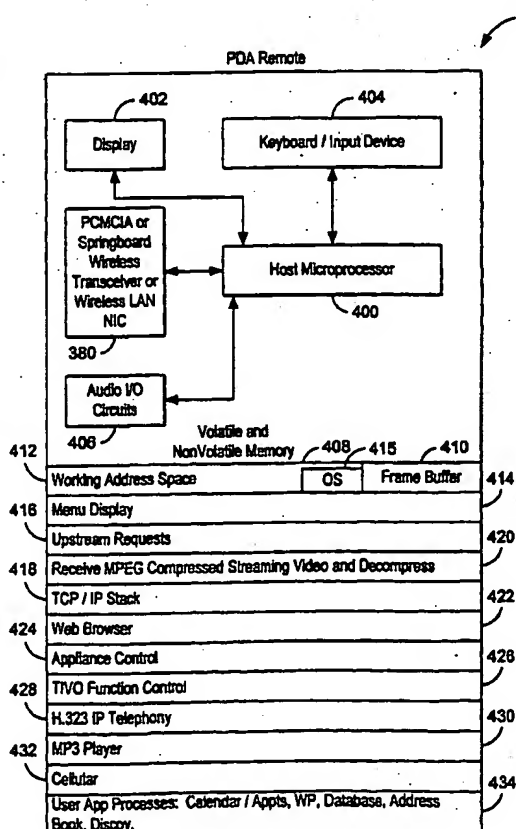 PDA Remote
402
404
Display
Keyboard / Input Device
PCMCIA or
Springboard
Wireless
Transceiver or
Wireless LAN
NIC
Host Microprocessor
400
380
Audio I/O
Circuits
406
Volatile and
NonVolatile Memory
408
415
410
412
Working Address Space
OS
Frame Buffer
414
416
Menu Display
Upstream Requests
420
418
Receive MPEG Compressed Streaming Video and Decompress
TCP / IP Stack
422
424
Web Browser
Appliance Control
426
428
TIVO Function Control
H.323 IP Telephony
430
432
MP3 Player
Cellular
434
User App Processes: Calendar / Appts, WP, Database, Address
Book, Discov.